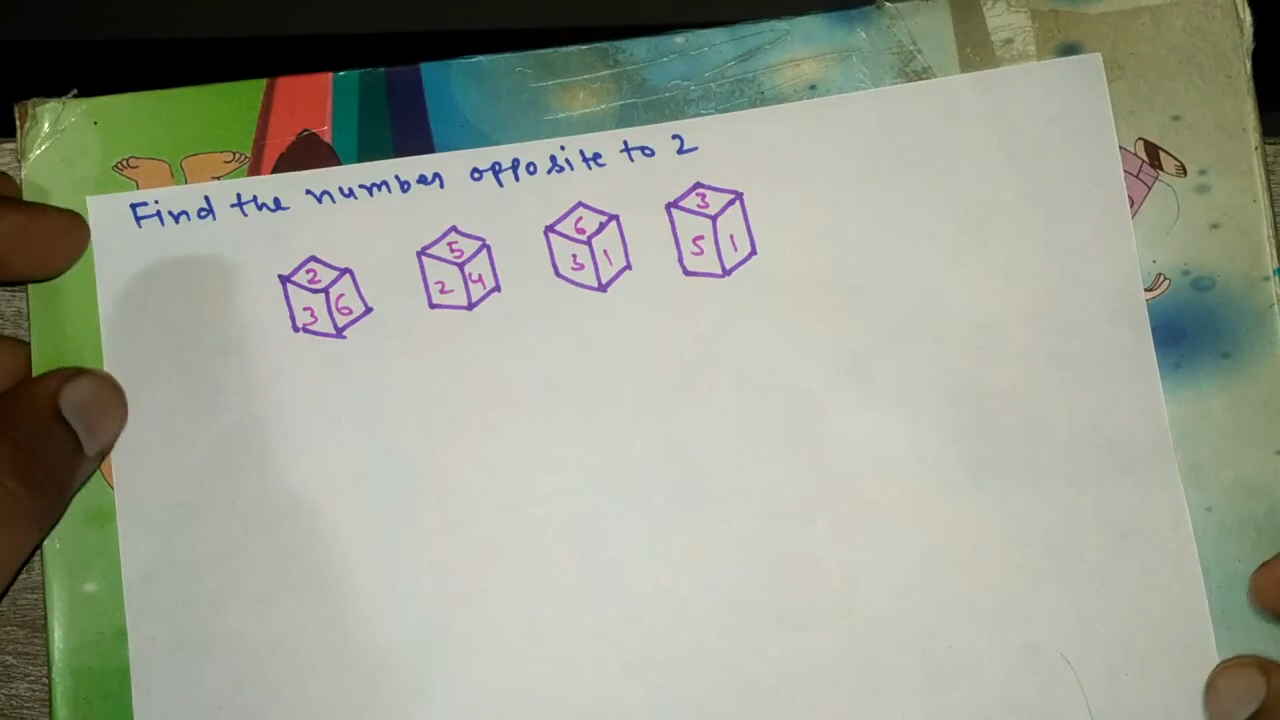 Find the number opposite to 2
2 3 6
5 2 4
6 3 1
3 5 1